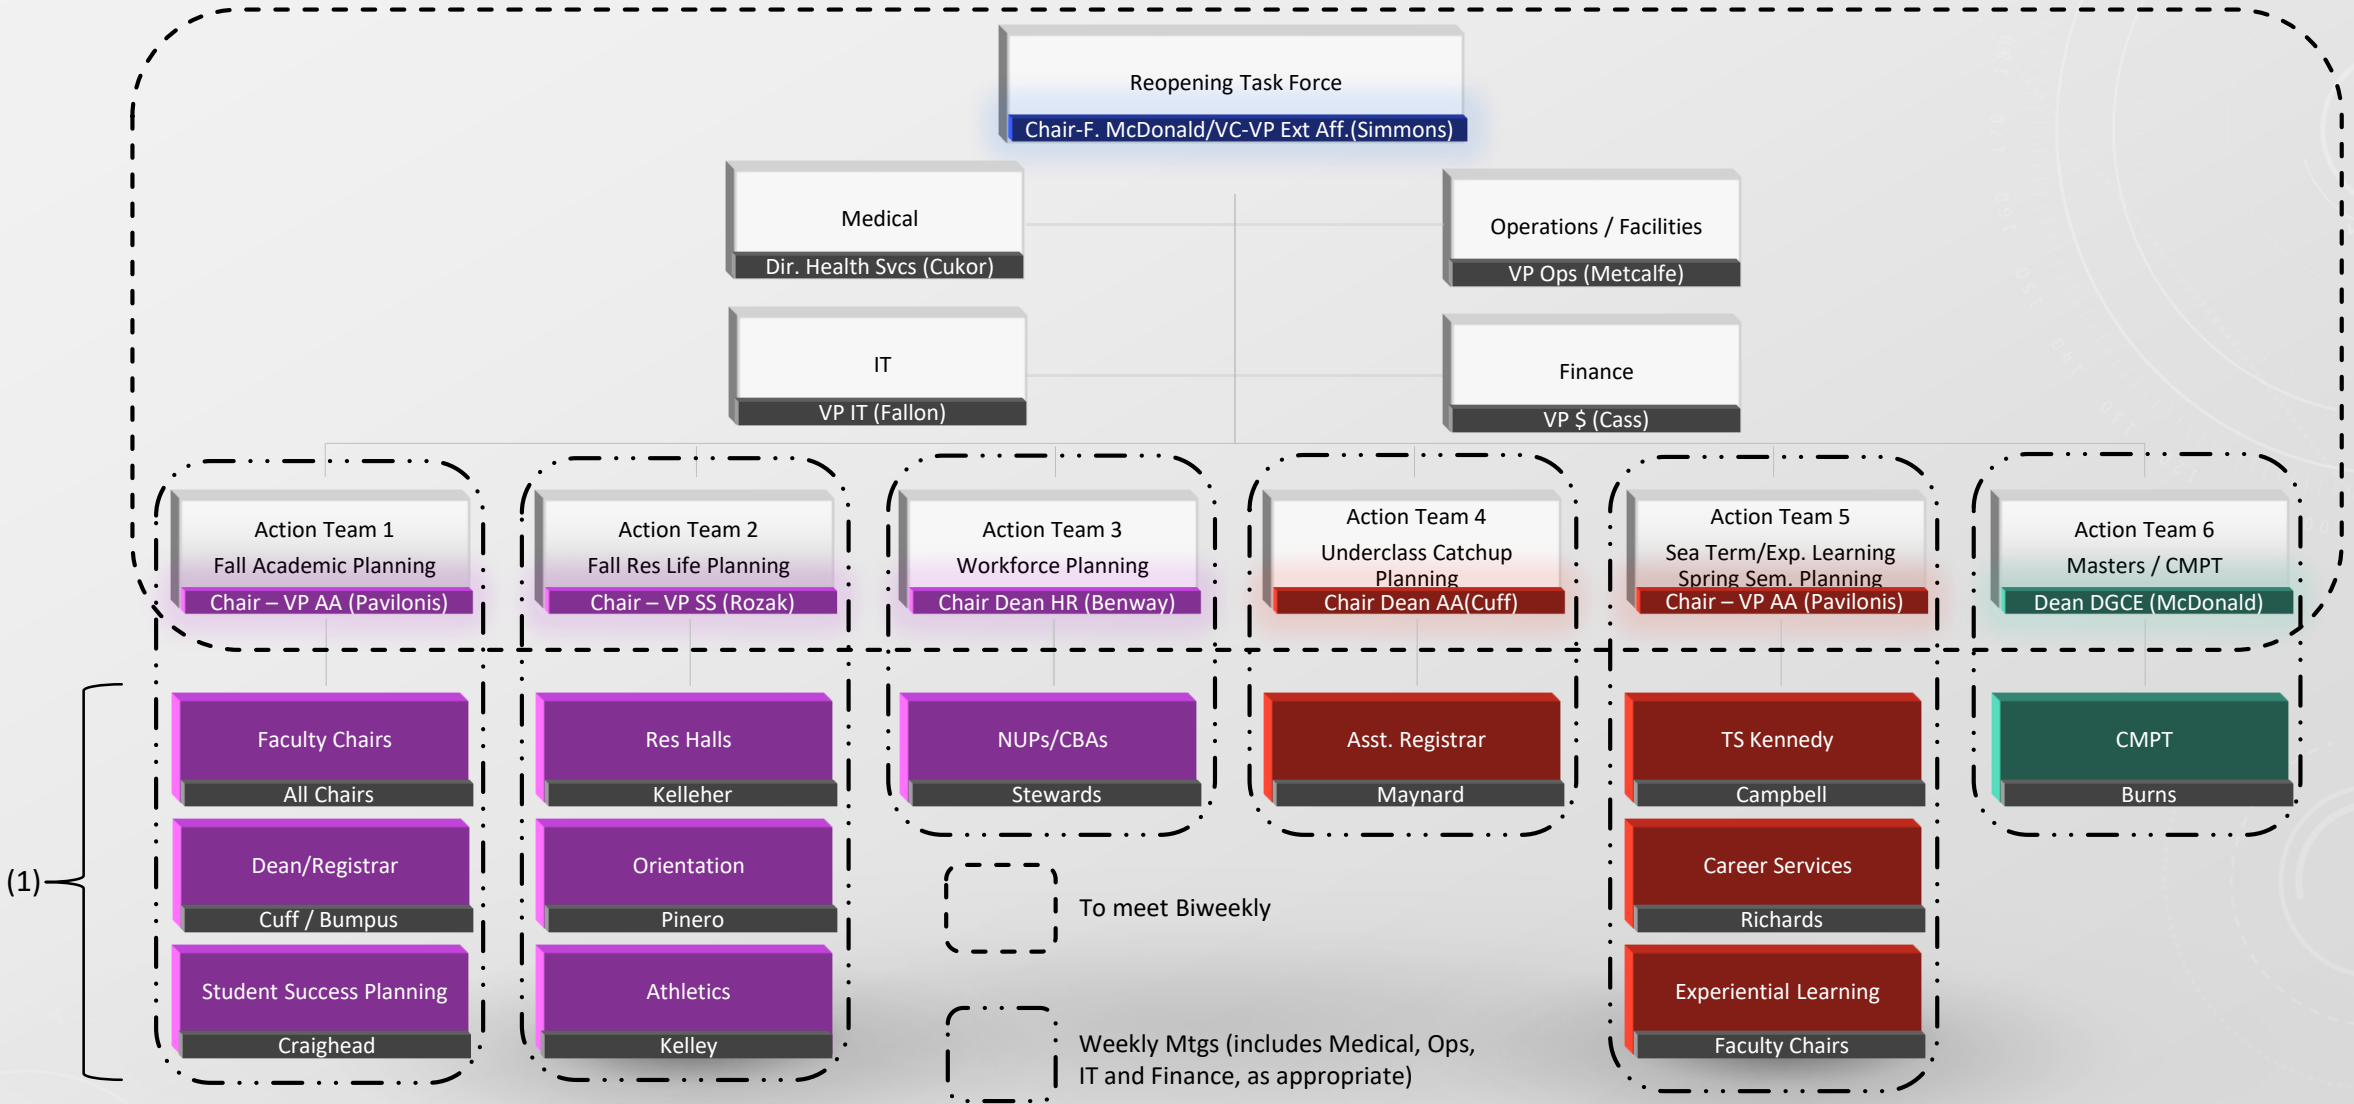 Reopening Task Force
Chair-F. McDonald/VC-VP Ext Aff.(Simmons)
Medical
Dir. Health Svcs (Cukor)
Operations / Facilities
VP Ops (Metcalfe)
IT
VP IT (Fallon)
Finance
VP $ (Cass)
Action Team 1
Fall Academic Planning
Chair – VP AA (Pavilonis)
Action Team 2
Fall Res Life Planning
Chair – VP SS (Rozak)
Action Team 3
Workforce Planning
Chair Dean HR (Benway)
Action Team 4
Underclass Catchup
Planning
Chair Dean AA(Cuff)
Action Team 5
Sea Term/Exp. Learning
Spring Sem. Planning
Chair – VP AA (Pavilonis)
Action Team 6
Masters / CMPT
Dean DGCE (McDonald)
(1)
Faculty Chairs
All Chairs
Dean/Registrar
Cuff / Bumpus
Student Success Planning
Craighead
Res Halls
Kelleher
Orientation
Pinero
Athletics
Kelley
NUPs/CBAs
Stewards
Asst. Registrar
Maynard
TS Kennedy
Campbell
Career Services
Richards
Experiential Learning
Faculty Chairs
CMPT
Burns
To meet Biweekly
Weekly Mtgs (includes Medical, Ops,
IT and Finance, as appropriate)